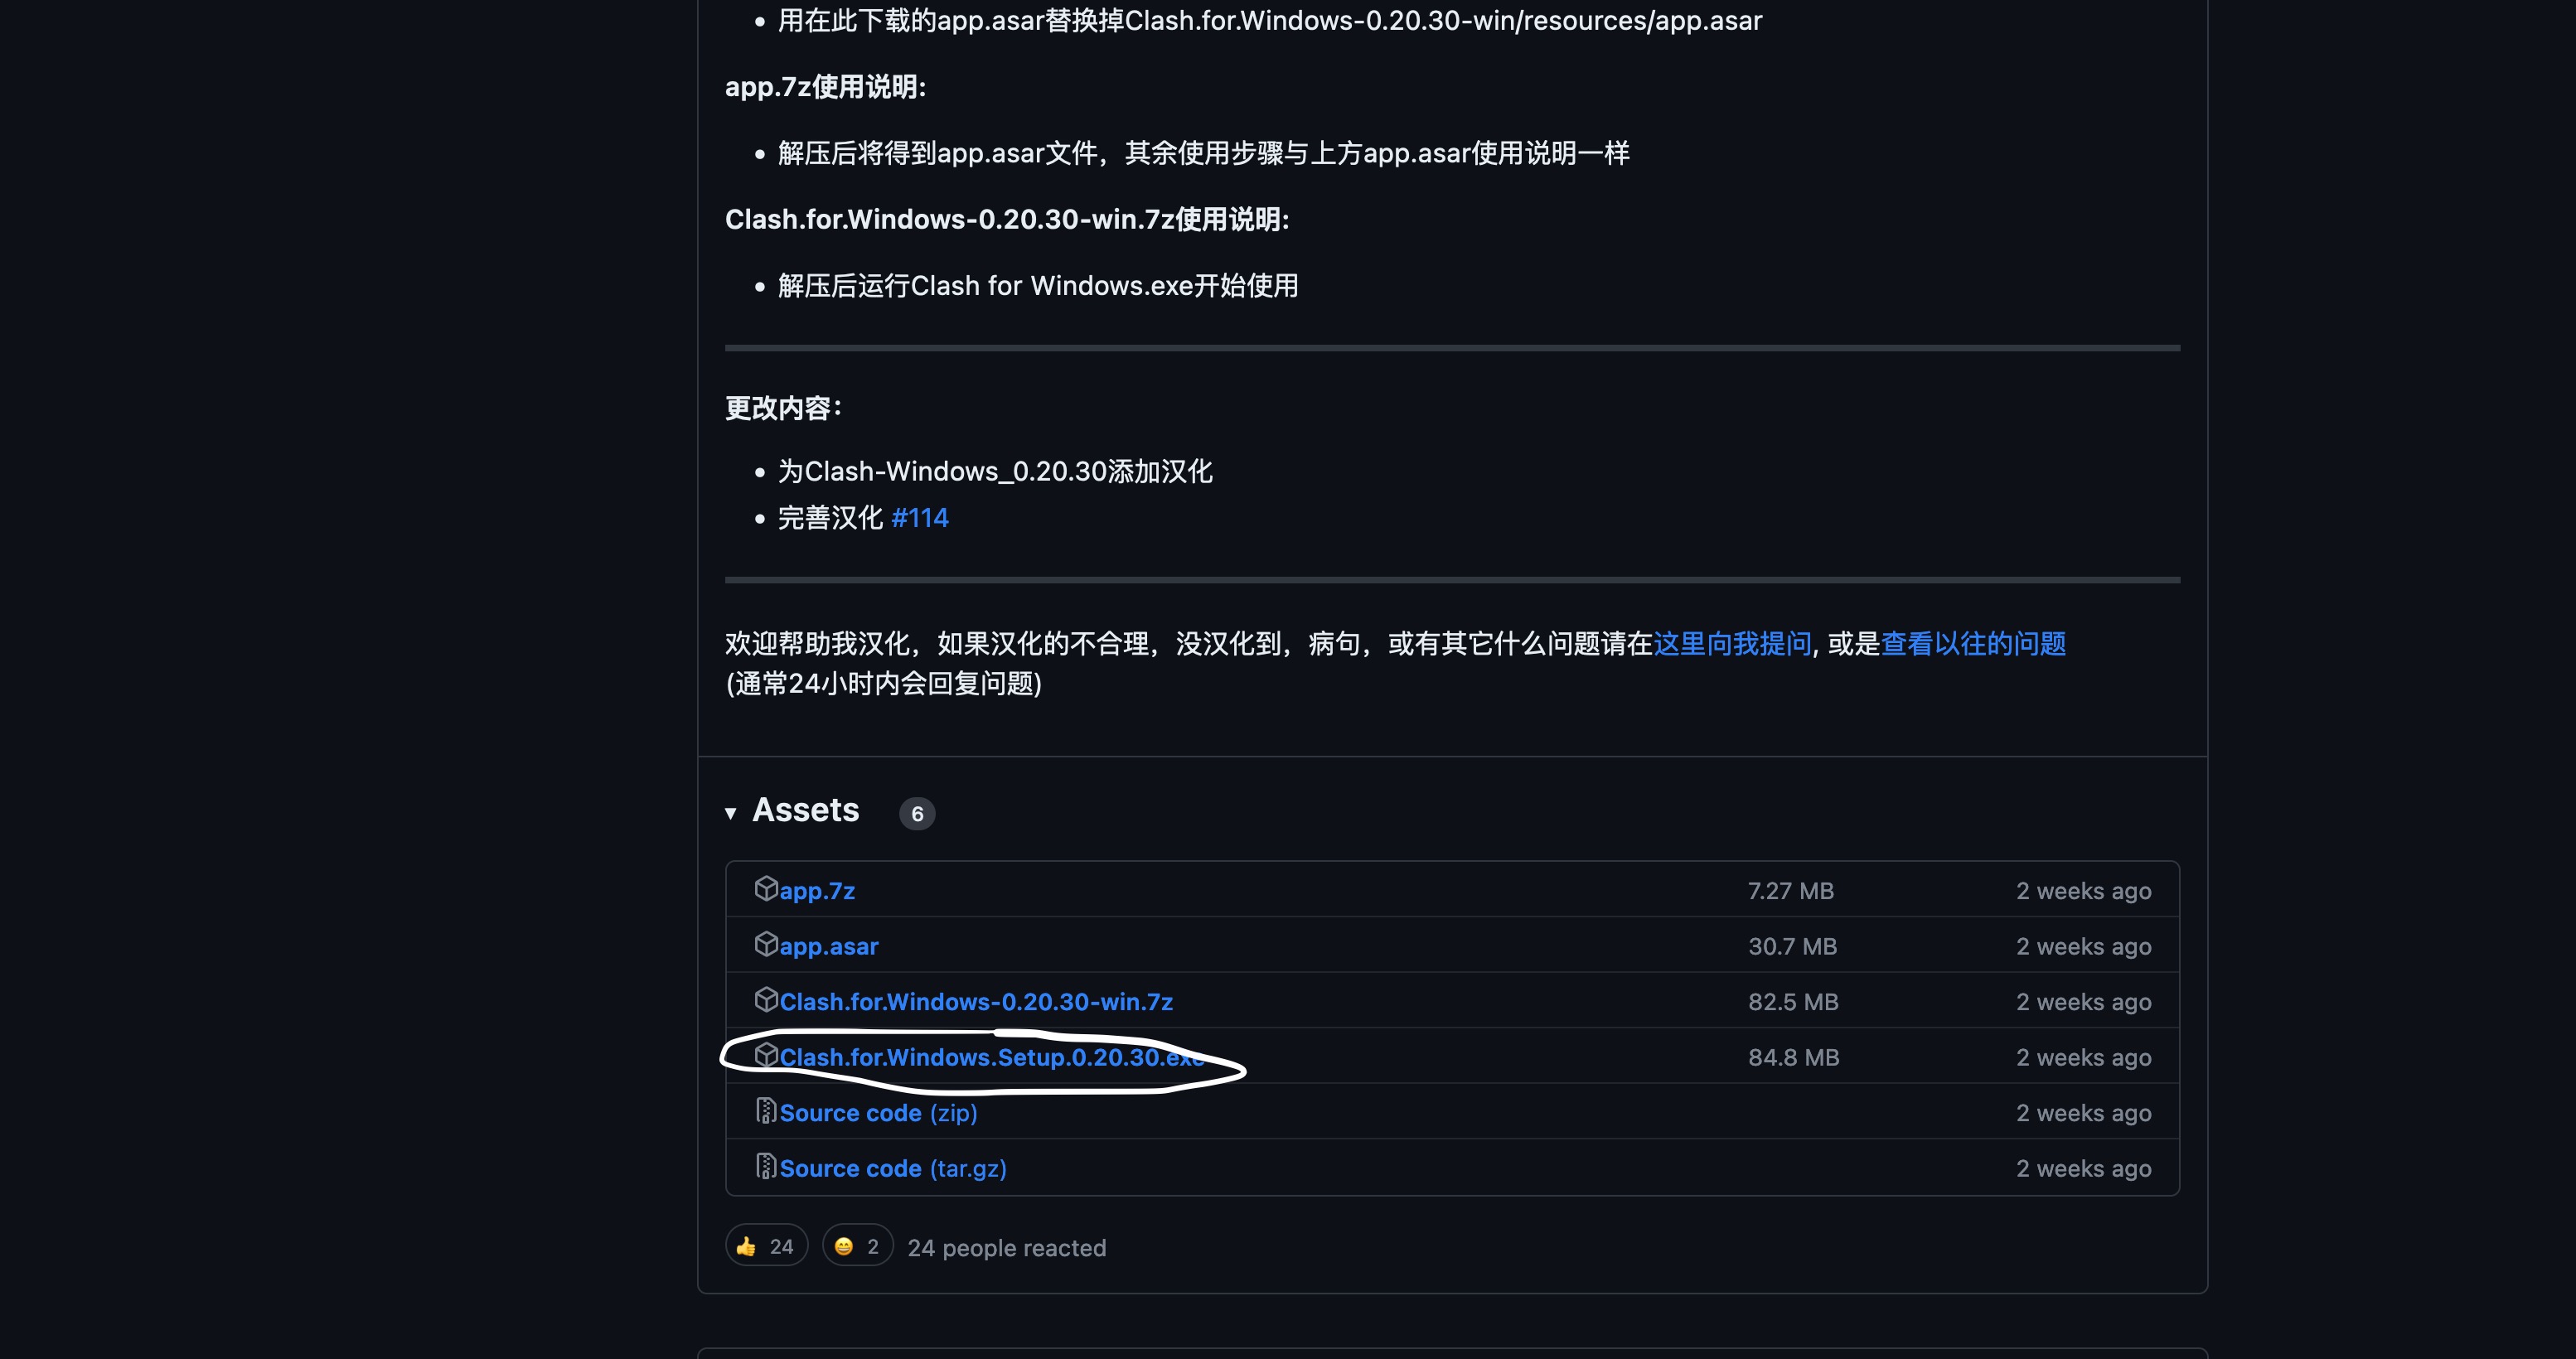 用在此下载的app.asar替换掉Clash.for.Windows-0.20.30-win/resources/app.asar
app.7z使用说明:
解压后将得到app.asar文件，其余使用步骤与上方app.asar使用说明一样
Clash.for.Windows-0.20.30-win.7z使用说明:
解压后运行Clash for Windows.exe开始使用
更改内容：
为Clash-Windows_0.20.30添加汉化
完善汉化 #114
欢迎帮助我汉化，如果汉化的不合理，没汉化到，病句，或有其它什么问题请在这里向我提问, 或是查看以往的问题
(通常24小时内会回复问题)
Assets 6
app.7z 7.27 MB 2 weeks ago
app.asar 30.7 MB 2 weeks ago
Clash.for.Windows-0.20.30-win.7z 82.5 MB 2 weeks ago
Clash.for.Windows.Setup.0.20.30.exe 84.8 MB 2 weeks ago
Source code (zip) 2 weeks ago
Source code (tar.gz) 2 weeks ago
👍 24 😄 2 24 people reacted